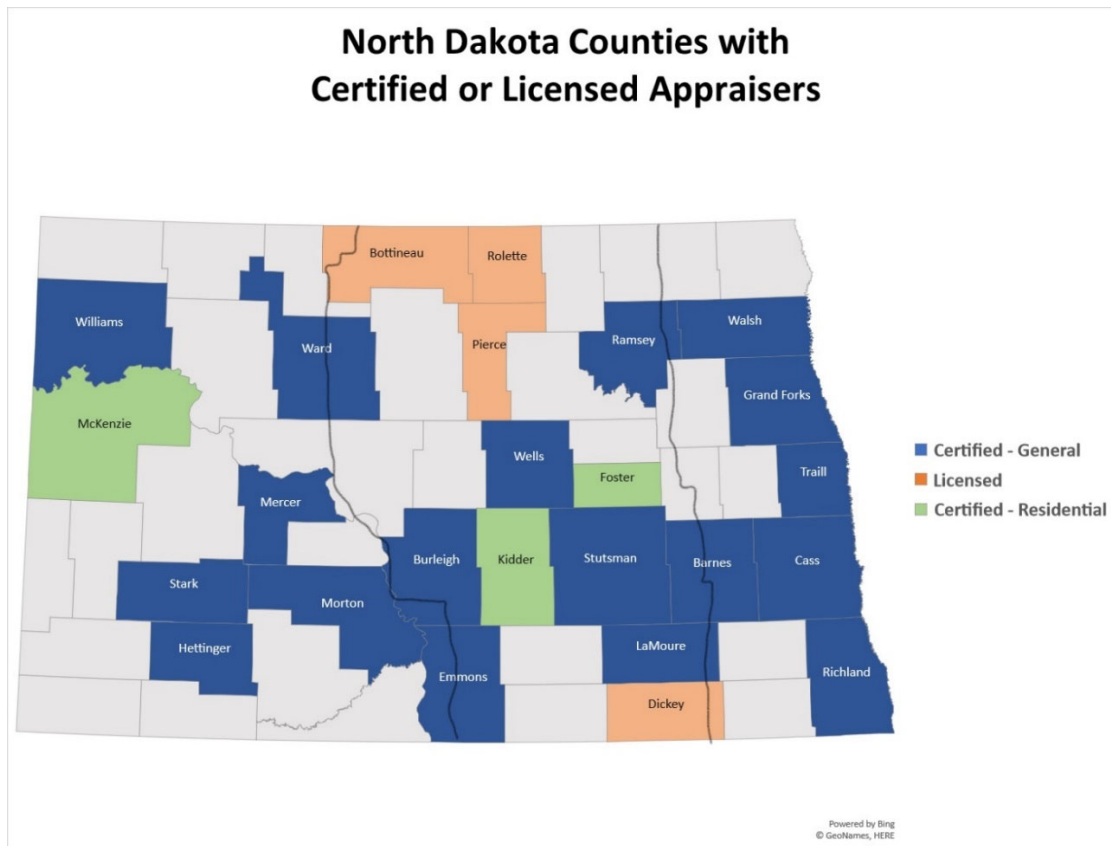 North Dakota Counties with
Certified or Licensed Appraisers
Bottineau
Rolette
Williams
Ward
Pierce
Ramsey
Walsh
Grand Forks
McKenzie
Wells
Foster
Traill
Mercer
Burleigh
Kidder
Stutsman
Barnes
Cass
Stark
Morton
Hettinger
Emmons
LaMoure
Richland
Dickey
Certified - General
Licensed
Certified - Residential
Powered by Bing
© GeoNames, HERE